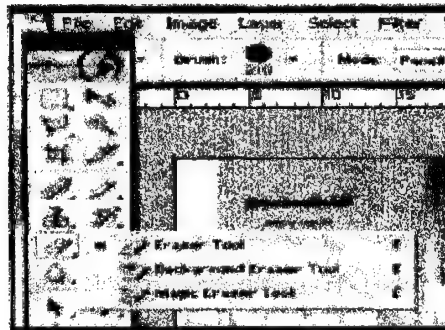 File Edit Image Layer Select Filter
Brush: Mode:
Eraser Tool E
Background Eraser Tool E
Magic Eraser Tool E